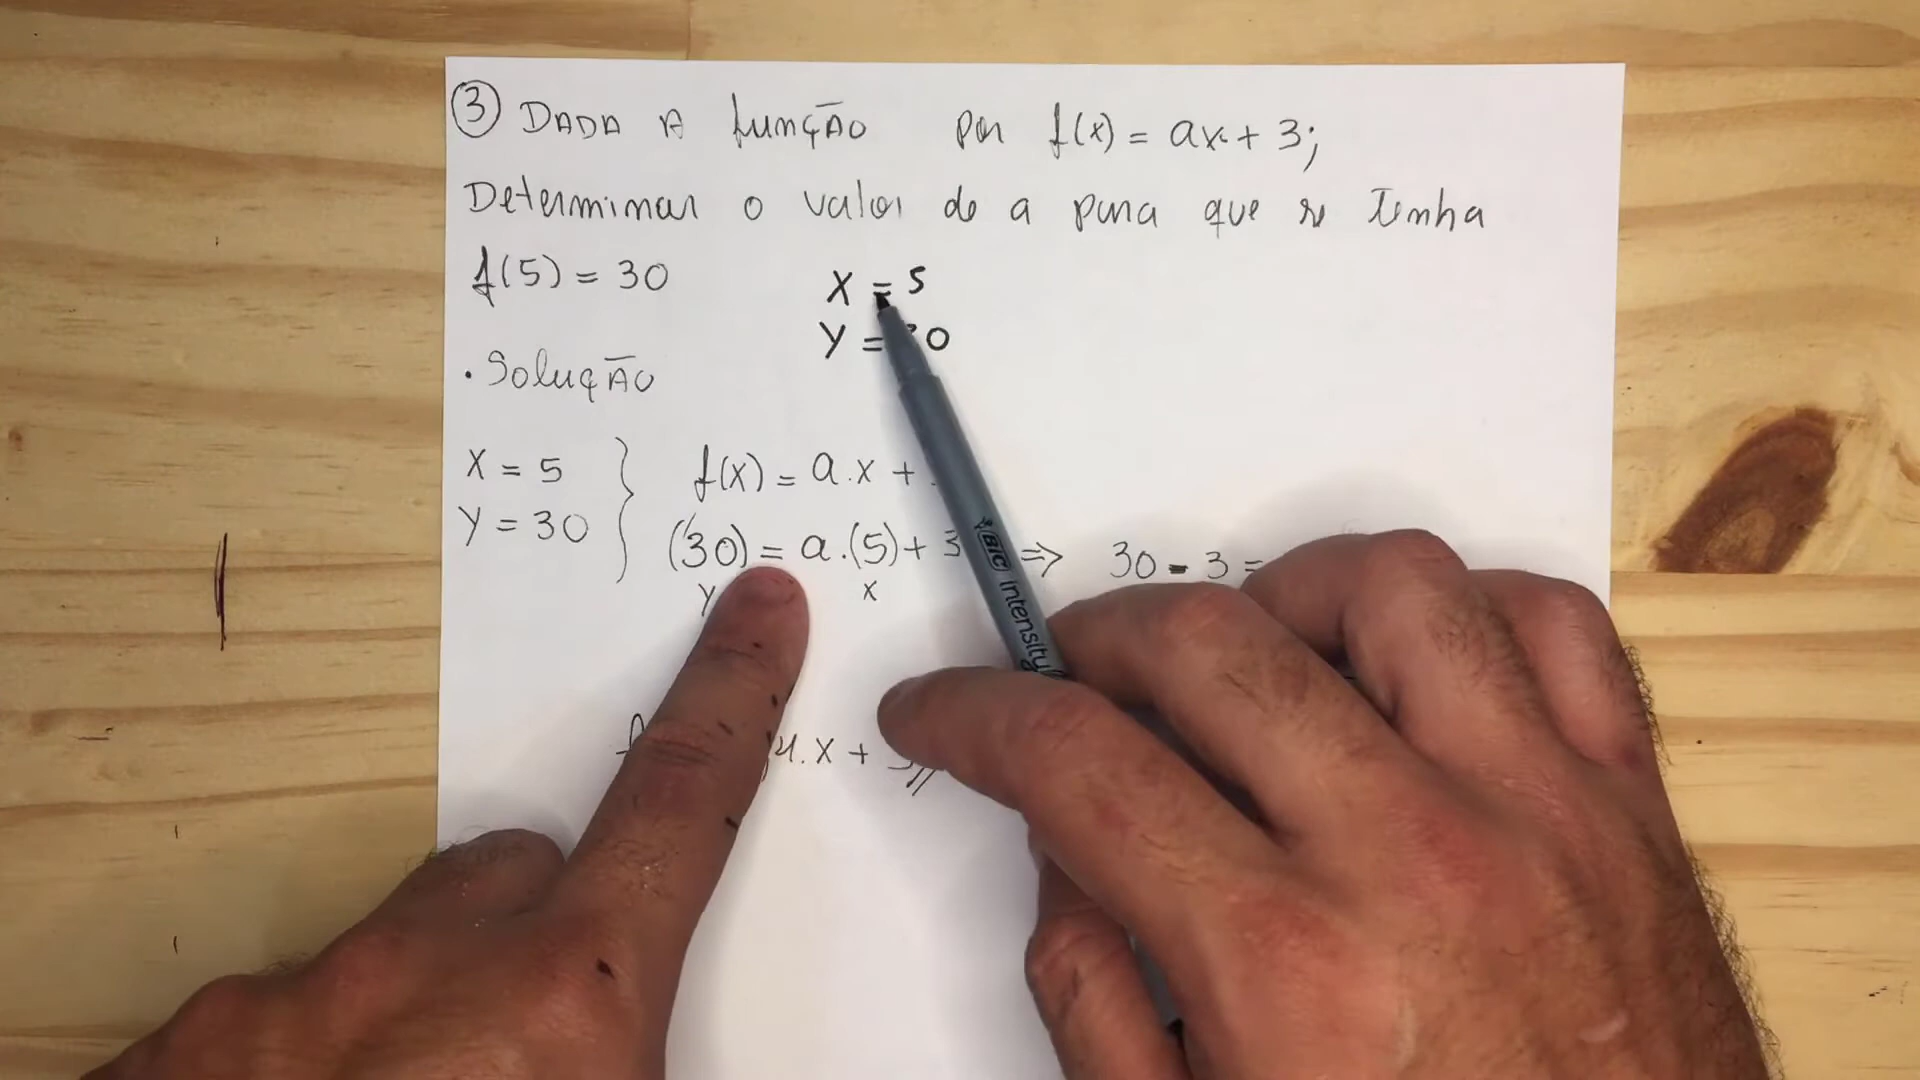 ③ DADA A função por f(x) = ax + 3;
Determinar o valor de a para que se Tenha
f(5) = 30
X = 5
Y = 0
. Solução
X = 5
Y = 30
f(x) = a.x +
(30) = a.(5) + 3 ⇒ 30 - 3 =
Y x
.x +
BIC intensity